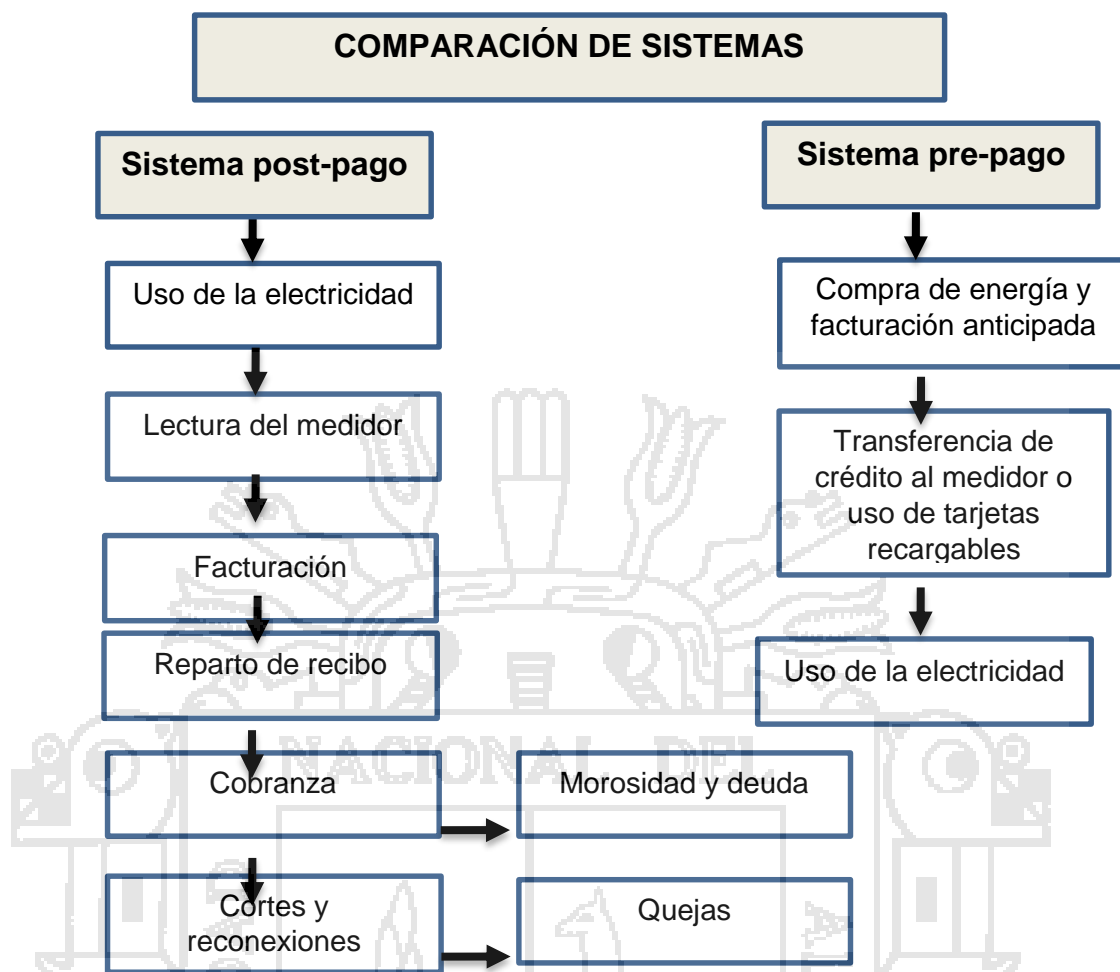 COMPARACIÓN DE SISTEMAS
Sistema post-pago
Uso de la electricidad
Lectura del medidor
Facturación
Reparto de recibo
Cobranza
Morosidad y deuda
Cortes y
reconexiones
Quejas
Sistema pre-pago
Compra de energía y
facturación anticipada
Transferencia de
crédito al medidor o
uso de tarjetas
recargables
Uso de la electricidad
NACIONAL DEL